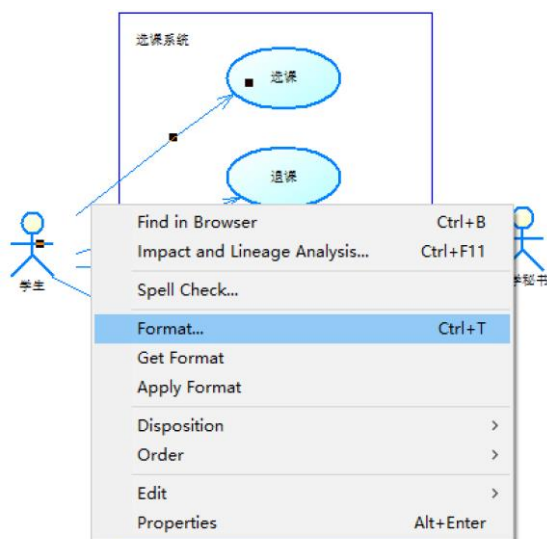 选课系统
选课
退课
Find in Browser Ctrl+B
Impact and Lineage Analysis... Ctrl+F11
学生
学秘书
Spell Check...
Format... Ctrl+T
Get Format
Apply Format
Disposition
Order
Edit
Properties Alt+Enter